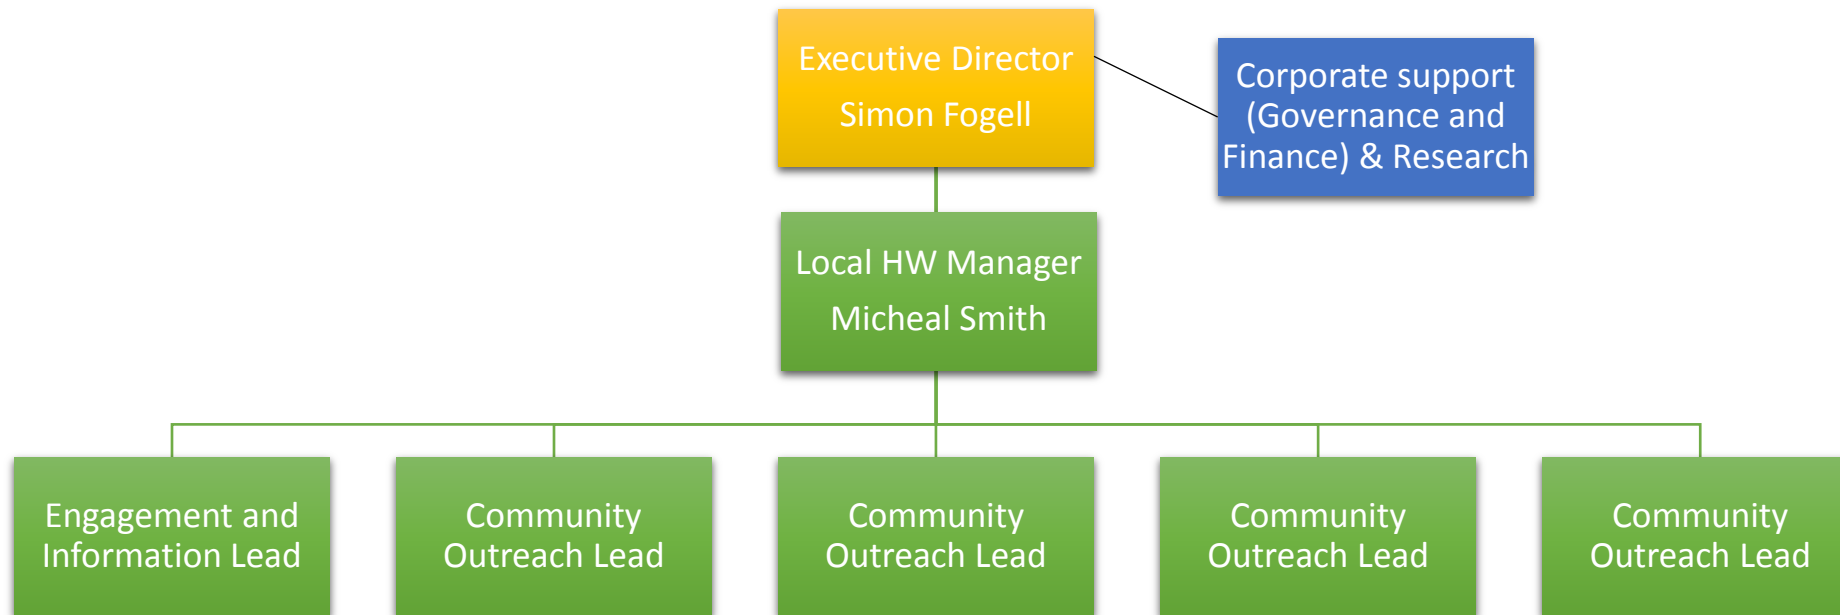 Executive Director
Simon Fogell
Corporate support
(Governance and
Finance) & Research
Local HW Manager
Micheal Smith
Engagement and
Information Lead
Community
Outreach Lead
Community
Outreach Lead
Community
Outreach Lead
Community
Outreach Lead